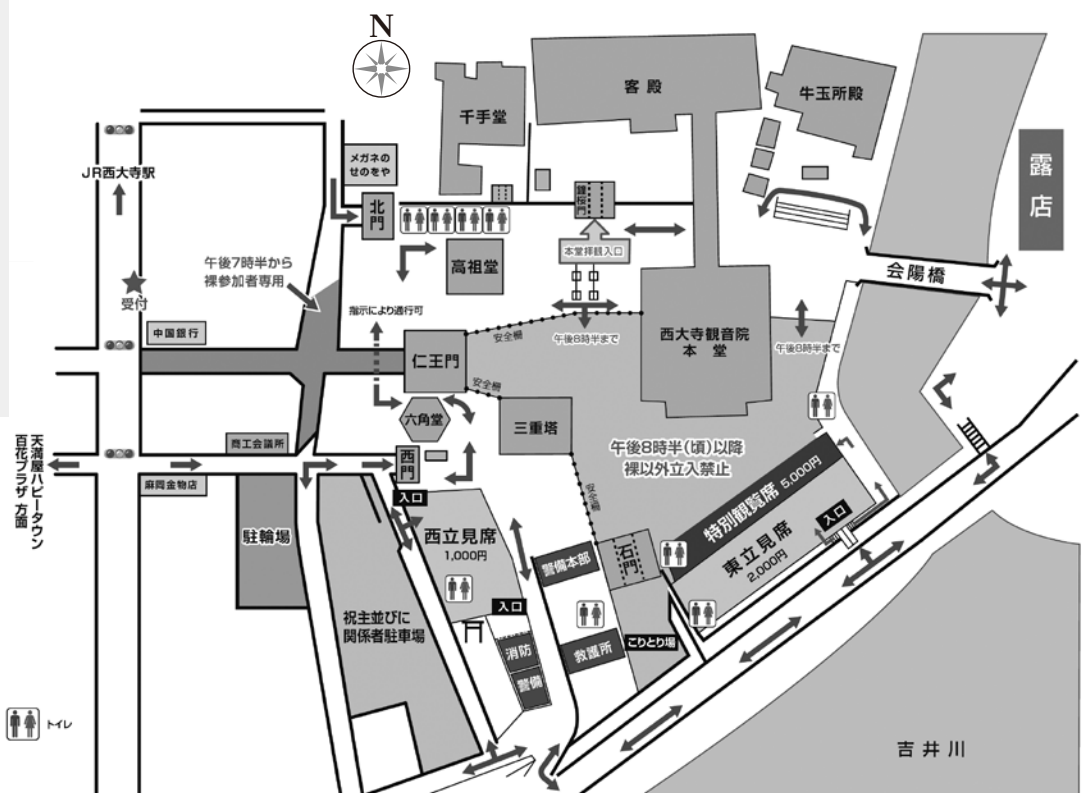 N
客殿
千手堂
牛玉所殿
露店
メガネの
せのをや
JR西大寺駅
北門
鐘桜門
本堂拝観入口
高祖堂
会陽橋
午後7時半から
裸参加者専用
受付
指示により通行可
中国銀行
安全柵
午後8時半まで
西大寺観音院
本堂
午後8時半まで
仁王門
安全柵
六角堂
三重塔
商工会議所
西門
午後8時半(頃)以降
裸以外立入禁止
天満屋ハピータウン
百花プラザ 方面
麻岡金物店
入口
安全柵
特別観覧席 5,000円
駐輪場
西立見席
1,000円
入口
東立見席
2,000円
石門
警備本部
入口
祝主並びに
関係者駐車場
こりとり場
消防
救護所
警備
トイレ
吉井川